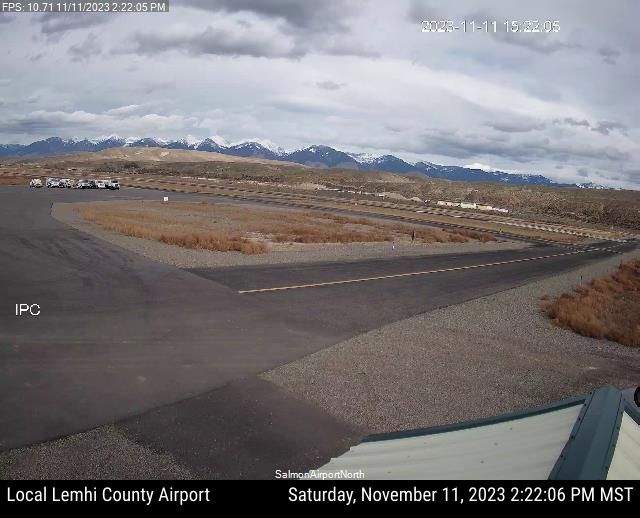 FPS: 10.71 11/11/2023 2:22:05 PM
2023-11-11 15:22:05
IPC
SalmonAirportNorth
Local Lemhi County Airport
Saturday, November 11, 2023 2:22:06 PM MST